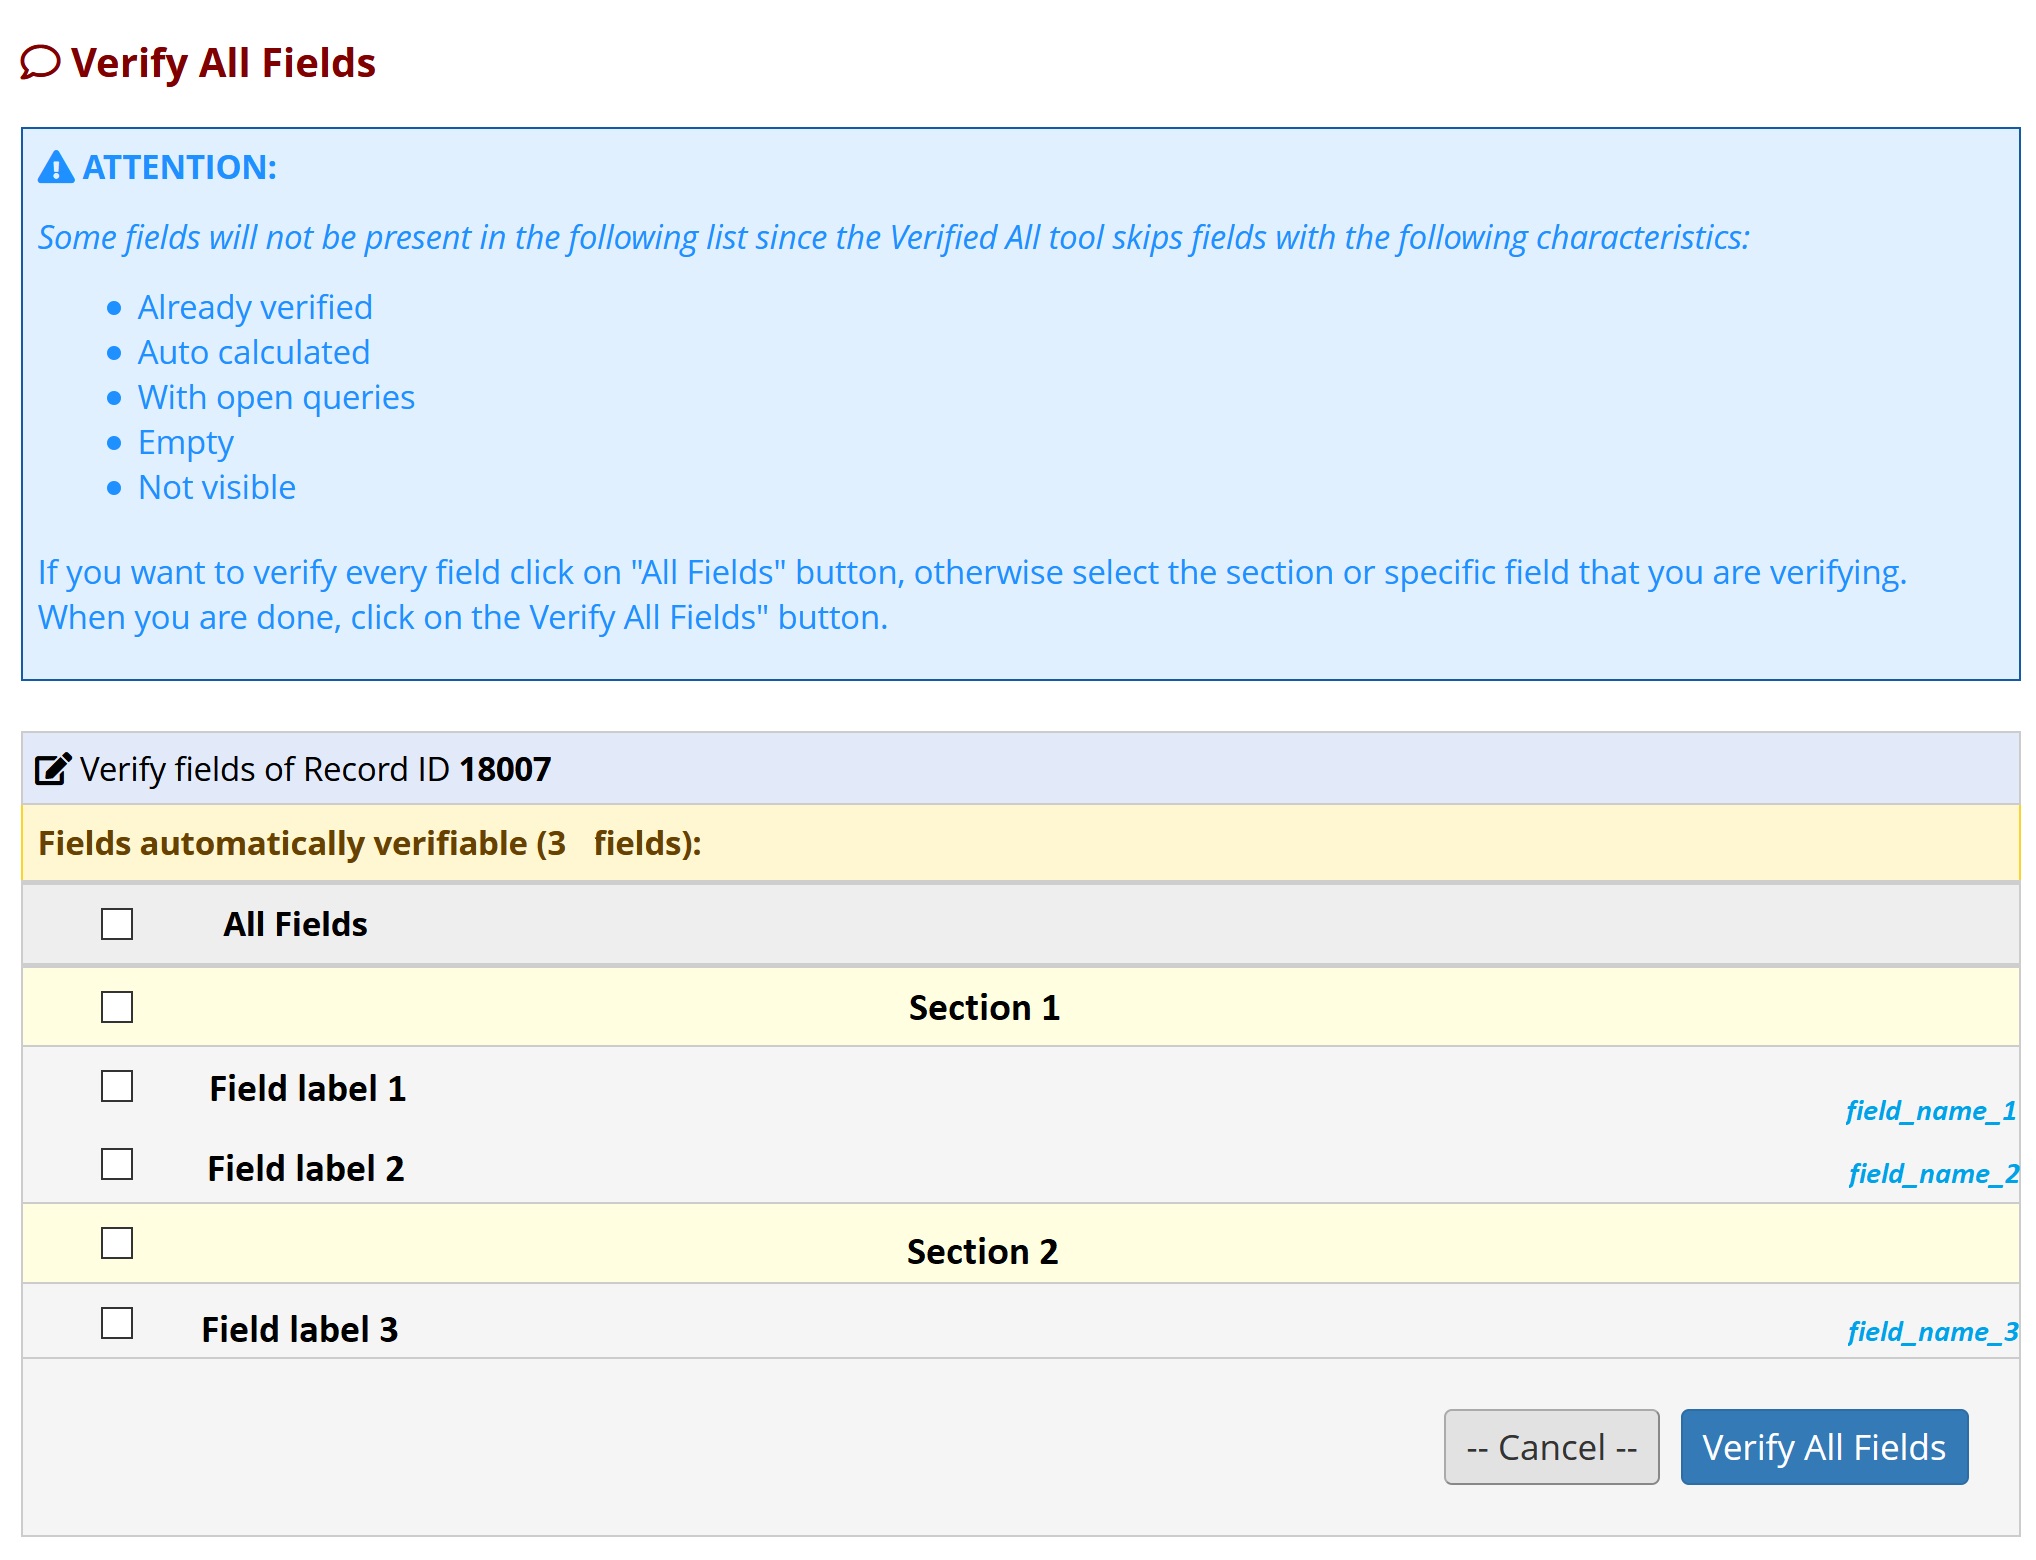 Verify All Fields
ATTENTION:
Some fields will not be present in the following list since the Verified All tool skips fields with the following characteristics:
Already verified
Auto calculated
With open queries
Empty
Not visible
If you want to verify every field click on "All Fields" button, otherwise select the section or specific field that you are verifying.
When you are done, click on the Verify All Fields" button.
Verify fields of Record ID 18007
Fields automatically verifiable (3 fields):
All Fields
Section 1
Field label 1
field_name_1
Field label 2
field_name_2
Section 2
Field label 3
field_name_3
-- Cancel --
Verify All Fields